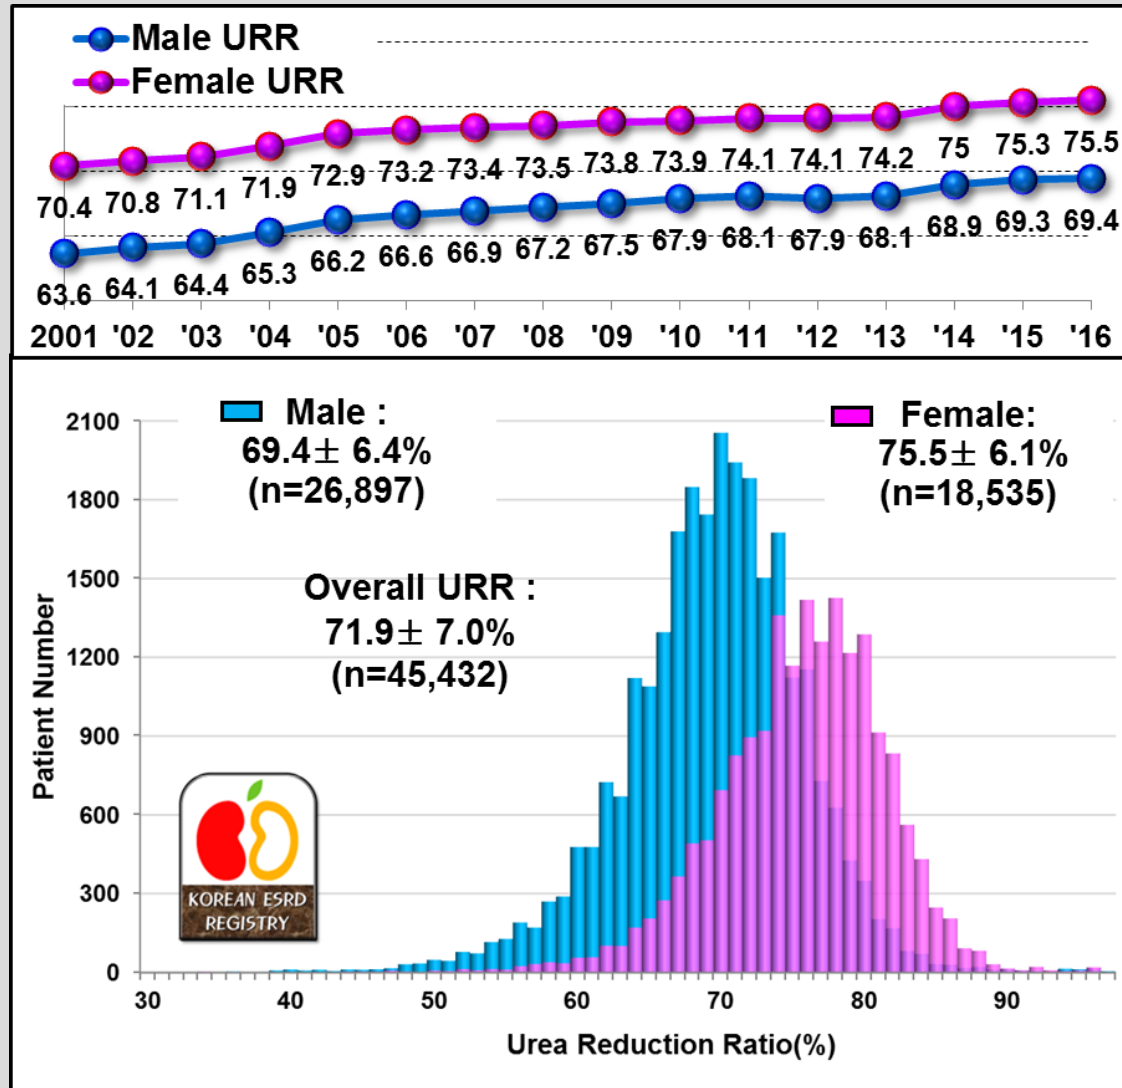 Male URR
Female URR
70.4 70.8 71.1 71.9 72.9 73.2 73.4 73.5 73.8 73.9 74.1 74.1 74.2 75 75.3 75.5
63.6 64.1 64.4 65.3 66.2 66.6 66.9 67.2 67.5 67.9 68.1 67.9 68.1 68.9 69.3 69.4
2001 '02 '03 '04 '05 '06 '07 '08 '09 '10 '11 '12 '13 '14 '15 '16
Male :
69.4± 6.4%
(n=26,897)
Female:
75.5± 6.1%
(n=18,535)
Overall URR :
71.9± 7.0%
(n=45,432)
Patient Number
2100
1800
1500
1200
900
600
300
0
KOREAN ESRD
REGISTRY
30 40 50 60 70 80 90
Urea Reduction Ratio(%)